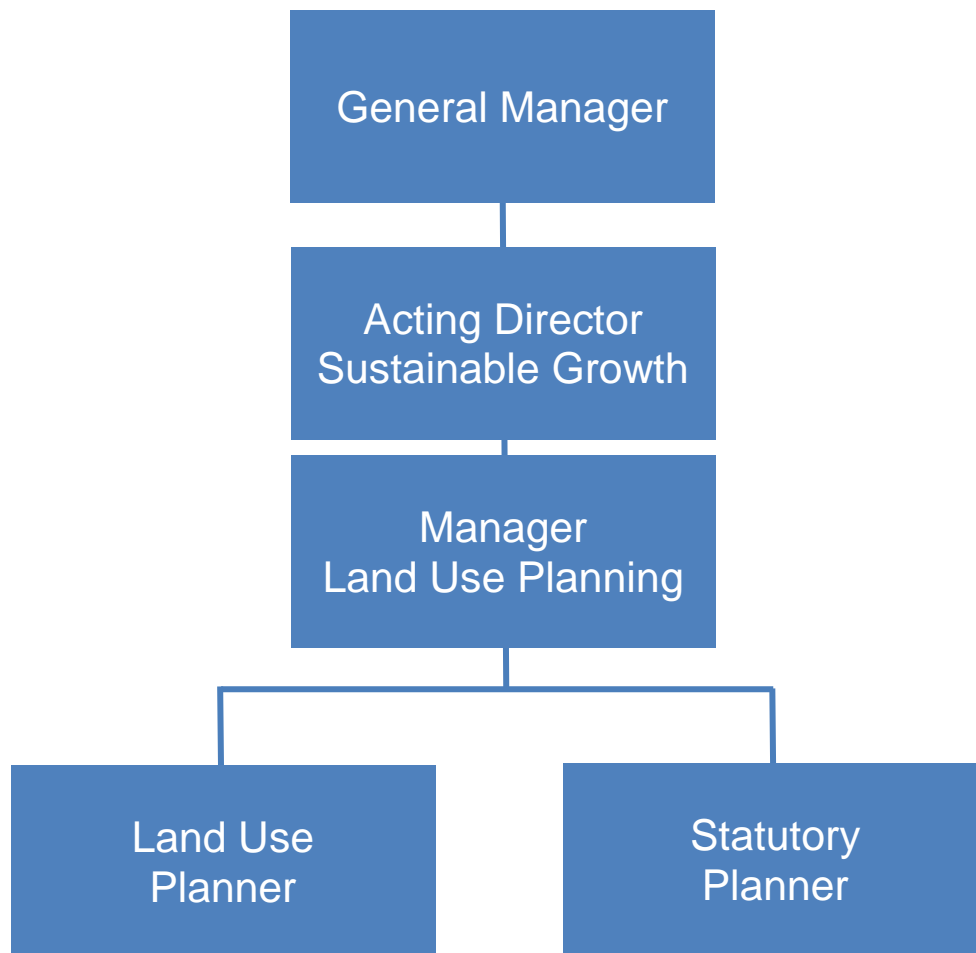 General Manager
Acting Director
Sustainable Growth
Manager
Land Use Planning
Land Use
Planner
Statutory
Planner